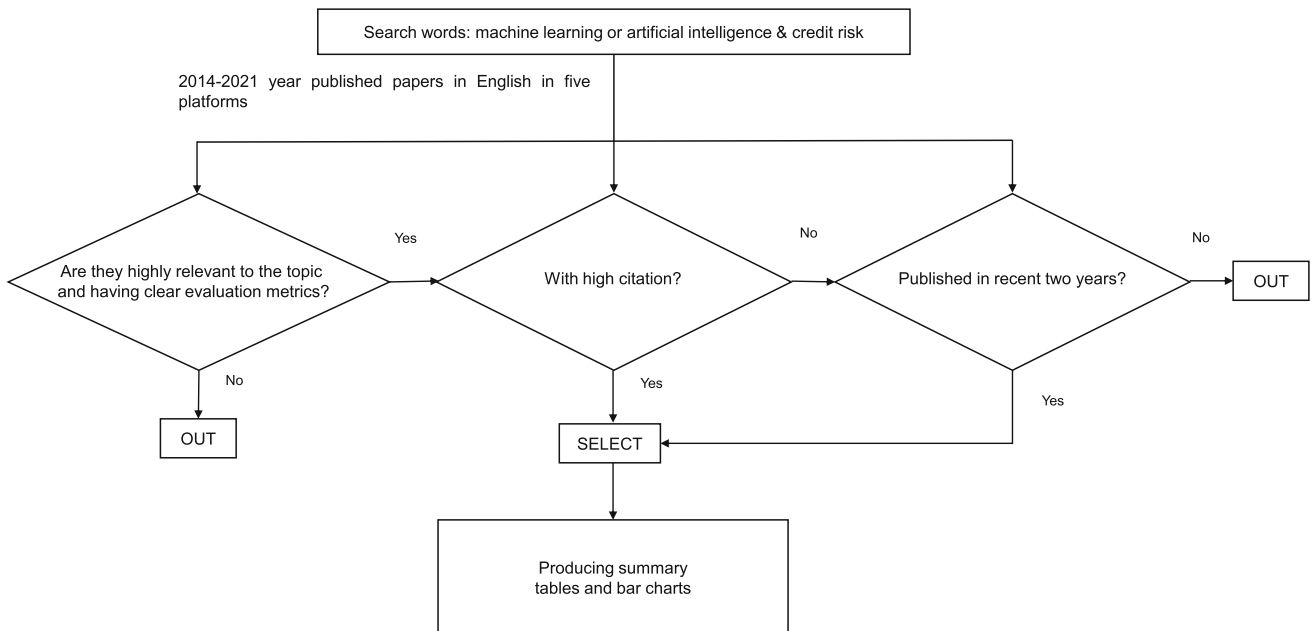 Search words: machine learning or artificial intelligence & credit risk
2014-2021 year published papers in English in five
platforms
Yes
No
No
Are they highly relevant to the topic
and having clear evaluation metrics?
With high citation?
Published in recent two years?
OUT
No
Yes
Yes
OUT
SELECT
Producing summary
tables and bar charts